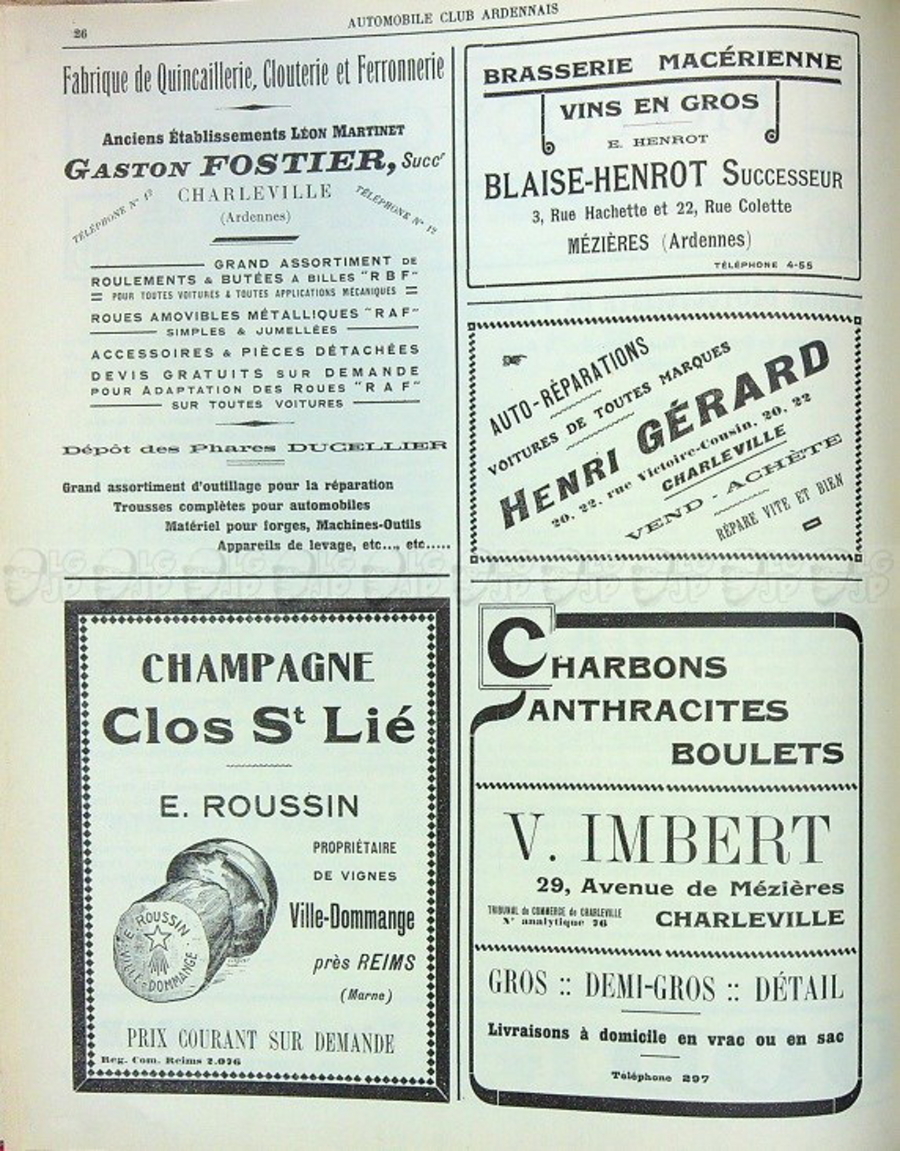 26
AUTOMOBILE CLUB ARDENNAIS
Fabrique de Quincaillerie, Clouterie et Ferronnerie
Anciens Établissements LÉON MARTINET
GASTON FOSTIER, Succr
CHARLEVILLE
(Ardennes)
TÉLÉPHONE N° 12
TÉLÉPHONE N° 12
GRAND ASSORTIMENT DE
ROULEMENTS & BUTÉES A BILLES "RBF"
POUR TOUTES VOITURES & TOUTES APPLICATIONS MÉCANIQUES
ROUES AMOVIBLES MÉTALLIQUES "RAF"
SIMPLES & JUMELLÉES
ACCESSOIRES & PIÈCES DÉTACHÉES
DEVIS GRATUITS SUR DEMANDE
POUR ADAPTATION DES ROUES "RAF"
SUR TOUTES VOITURES
Dépôt des Phares DUCELLIER
Grand assortiment d'outillage pour la réparation
Trousses complètes pour automobiles
Matériel pour forges, Machines-Outils
Appareils de levage, etc..., etc.....
CHAMPAGNE
Clos St Lié
E. ROUSSIN
PROPRIÉTAIRE
DE VIGNES
Ville-Dommange
près REIMS
(Marne)
E. ROUSSIN
VILLE-DOMMANGE
PRIX COURANT SUR DEMANDE
Reg. Com. Reims 2.076
BRASSERIE MACÉRIENNE
VINS EN GROS
E. HENROT
BLAISE-HENROT SUCCESSEUR
3, Rue Hachette et 22, Rue Colette
MÉZIÈRES (Ardennes)
TÉLÉPHONE 4-55
AUTO-RÉPARATIONS
VOITURES DE TOUTES MARQUES
HENRI GÉRARD
20. 22. rue Victoire-Cousin, 20. 22
CHARLEVILLE
VEND - ACHÈTE
RÉPARE VITE ET BIEN
CHARBONS
ANTHRACITES
BOULETS
V. IMBERT
29, Avenue de Mézières
TRIBUNAL de COMMERCE de CHARLEVILLE
N° analytique 76
CHARLEVILLE
GROS :: DEMI-GROS :: DÉTAIL
Livraisons à domicile en vrac ou en sac
Téléphone 297